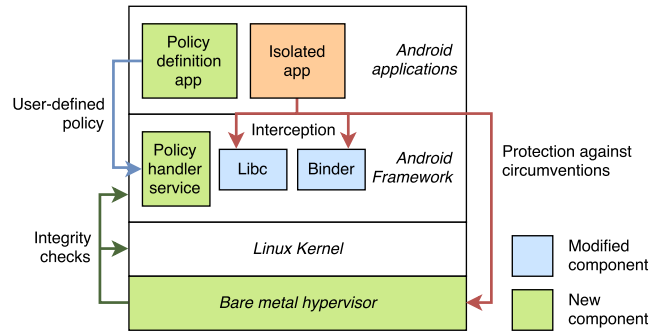 Policy
definition
app
Isolated
app
Android
applications
User-defined
policy
Interception
Policy
handler
service
Libc
Binder
Android
Framework
Protection against
circumventions
Integrity
checks
Linux Kernel
Modified
component
Bare metal hypervisor
New
component